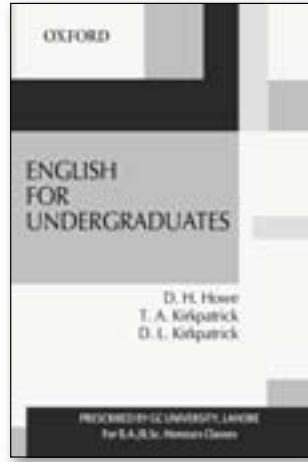 OXFORD
ENGLISH
FOR
UNDERGRADUATES
D. H. Howe
T. A. Kirkpatrick
D. L. Kirkpatrick
PRESCRIBED BY GC UNIVERSITY, LAHORE
For B.A./B.Sc. Honours Classes